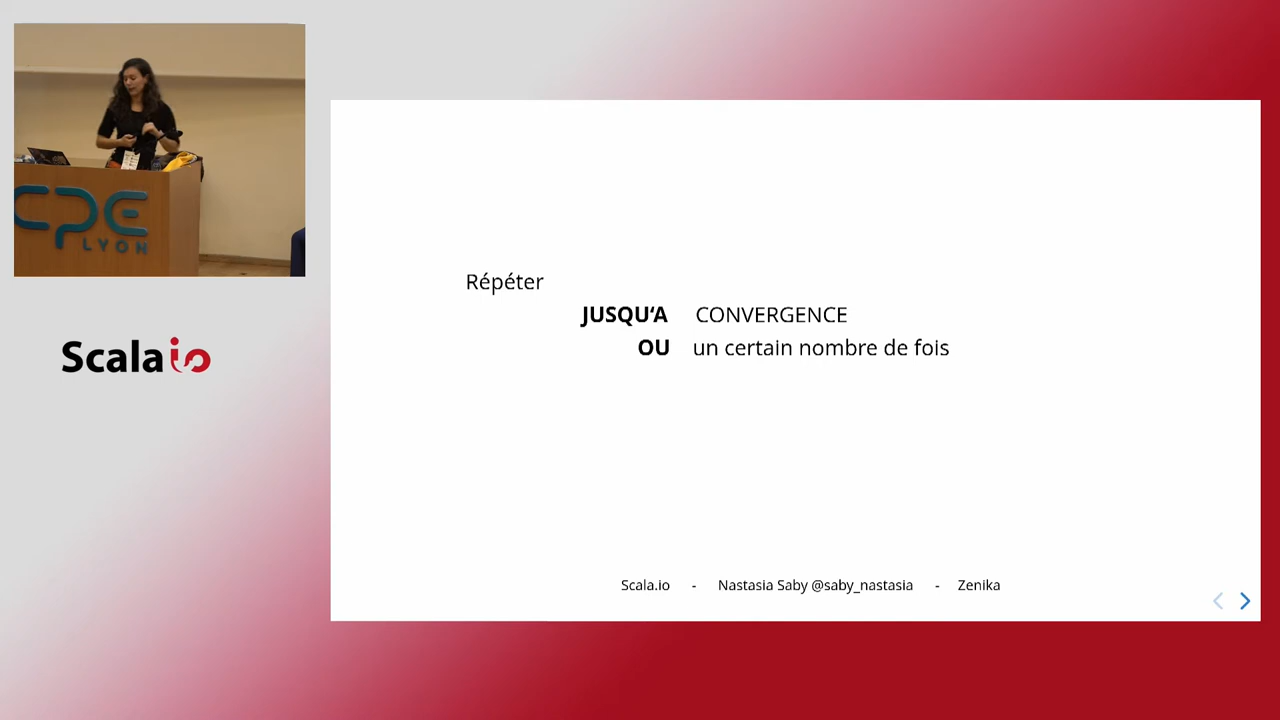 CPE
LYON
Scala io
Répéter
JUSQU'A CONVERGENCE
OU un certain nombre de fois
Scala.io - Nastasia Saby @saby_nastasia - Zenika